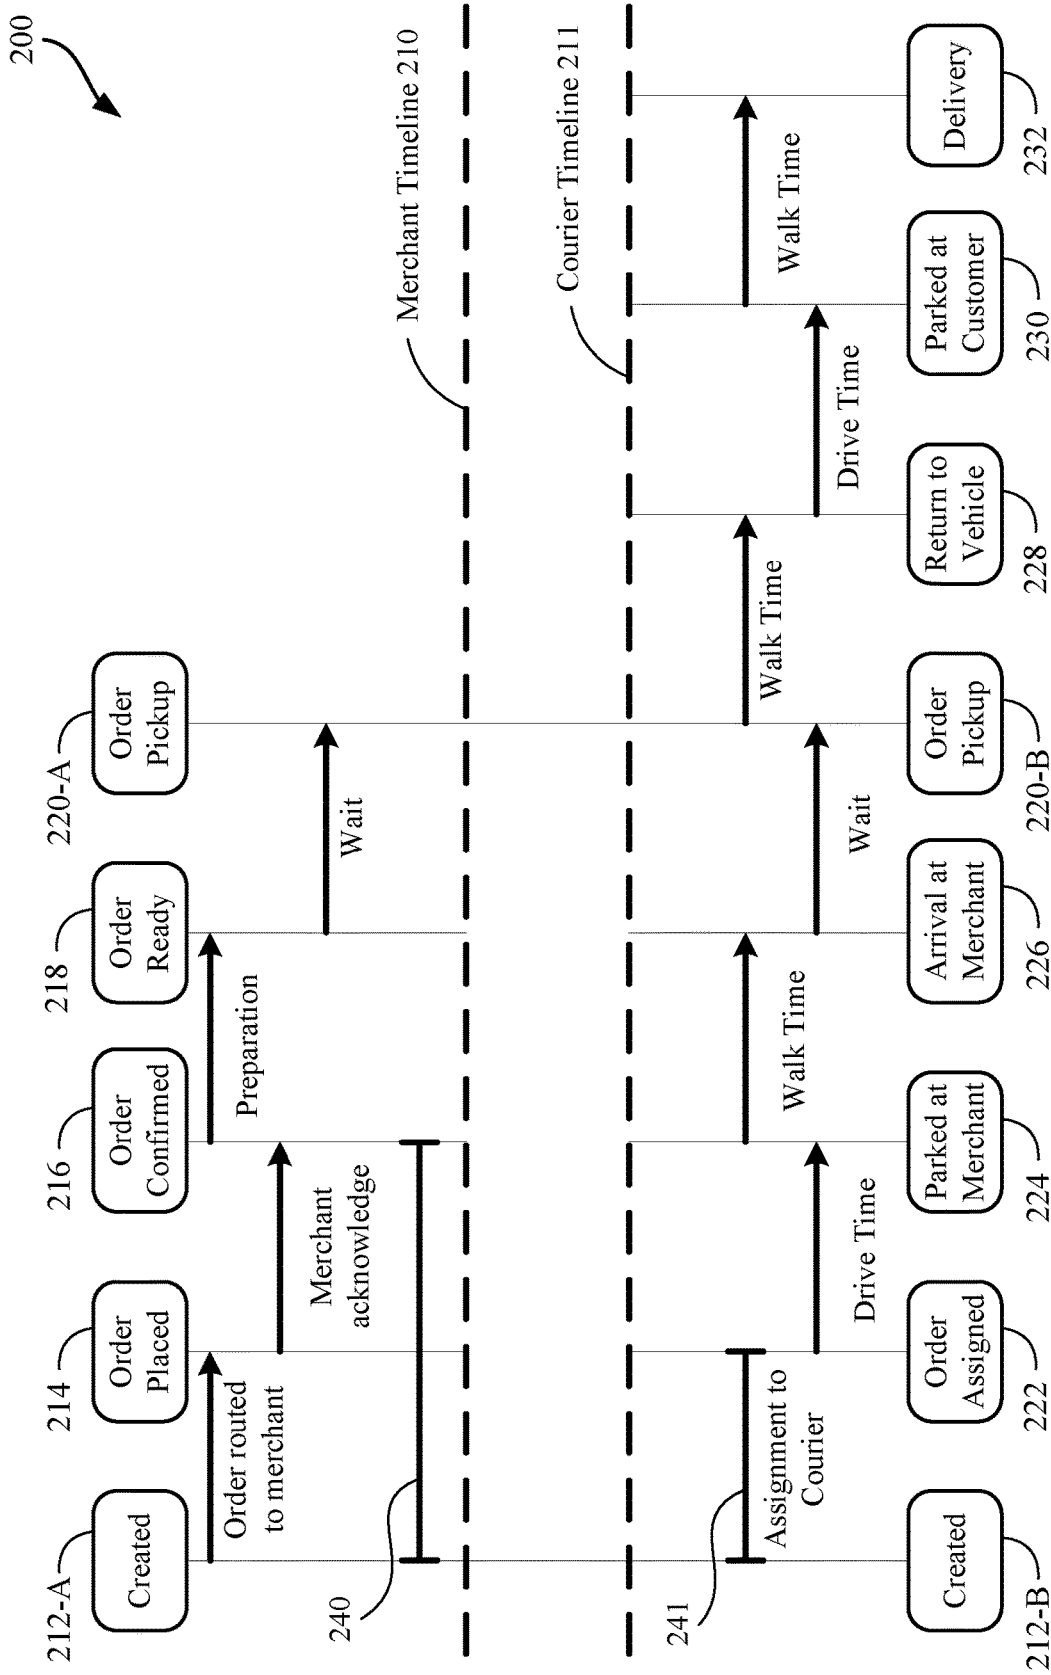 200
212-A
214
216
218
220-A
Created
Order
Placed
Order
Confirmed
Order
Ready
Order
Pickup
Order routed
to merchant
Merchant
acknowledge
Preparation
Wait
240
Merchant Timeline 210
Courier Timeline 211
241
Assignment to
Courier
Drive Time
Walk Time
Wait
Walk Time
Drive Time
Walk Time
Created
Order
Assigned
Parked at
Merchant
Arrival at
Merchant
Order
Pickup
Return to
Vehicle
Parked at
Customer
Delivery
212-B
222
224
226
220-B
228
230
232